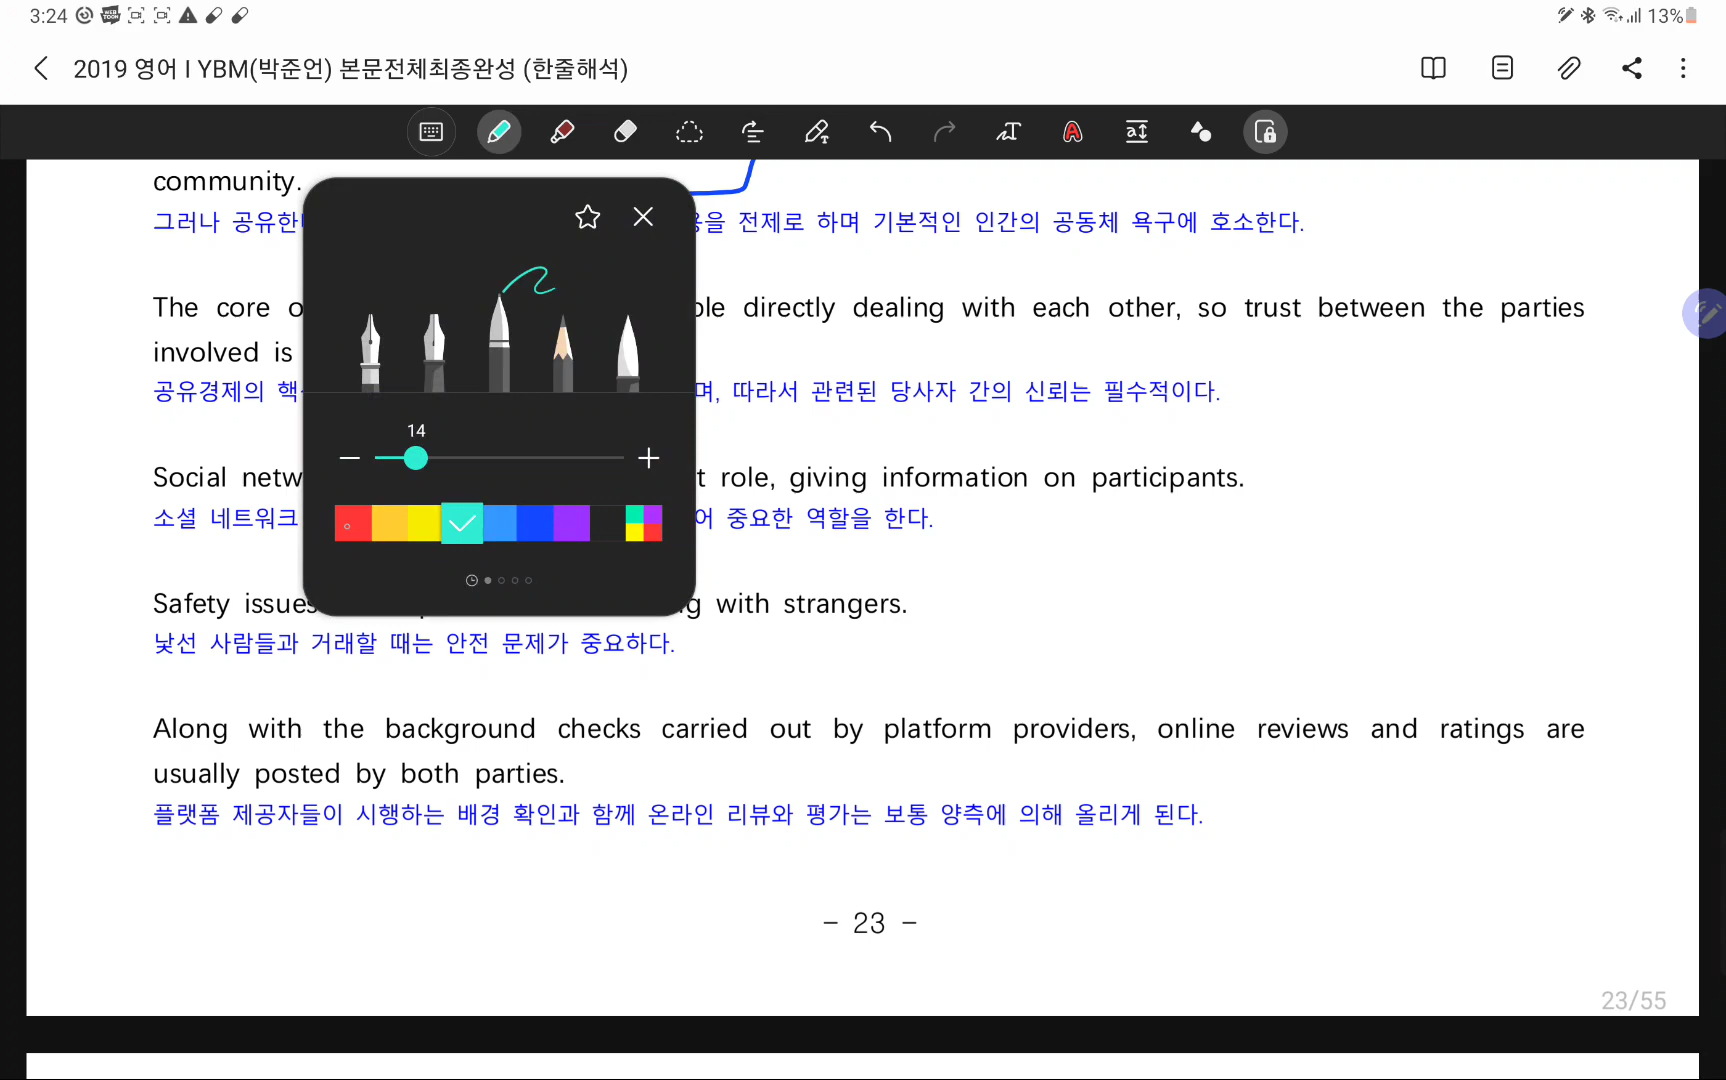 3:24
13%
2019 영어 I YBM(박준언) 본문전체최종완성 (한줄해석)
community.
그러나 공유한 을 전제로 하며 기본적인 인간의 공동체 욕구에 호소한다.
The core directly dealing with each other, so trust between the parties
involved is
공유경제의 며, 따라서 관련된 당사자 간의 신뢰는 필수적이다.
14
Social role, giving information on participants.
소셜 네트워크 어 중요한 역할을 한다.
Safety issues with strangers.
낯선 사람들과 거래할 때는 안전 문제가 중요하다.
Along with the background checks carried out by platform providers, online reviews and ratings are
usually posted by both parties.
플랫폼 제공자들이 시행하는 배경 확인과 함께 온라인 리뷰와 평가는 보통 양측에 의해 올리게 된다.
- 23 -
23/55